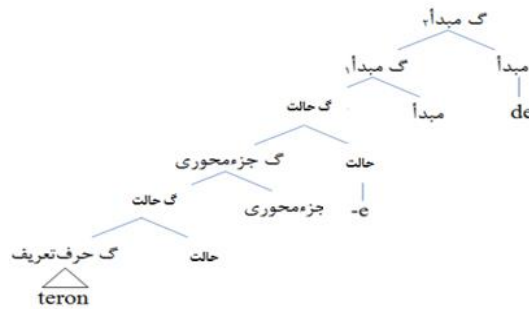 گ مبدأ۲
گ مبدأ۱ مبدأ
گ حالت مبدأ de
گ جزءمحوری حالت
گ حالت جزءمحوری -e
گ حرف‌تعریف حالت
teron